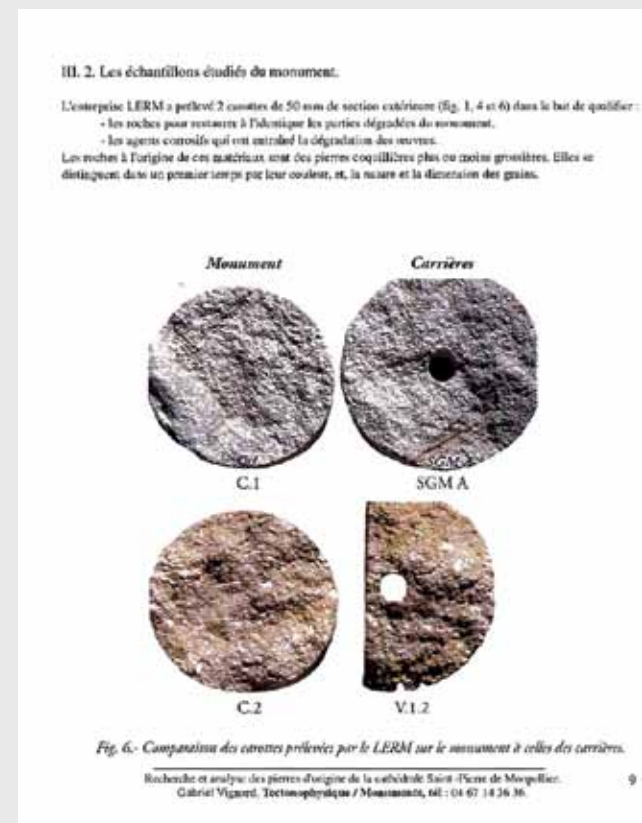 III. 2. Les échantillons étudiés du monument.
L'enterprise LERM a prélevé 2 carottes de 50 mm de section extérieure (fig. 1, 4 et 6) dans le but de qualifier :
- les roches pour restaurer à l'identique les parties dégradées du monument,
- les agents corrosifs qui ont entraîné la dégradation des œuvres.
Les roches à l'origine de ces matériaux sont des pierres coquillières plus ou moins grossières. Elles se
distinguent dans un premier temps par leur couleur, et, la nature et la dimension des grains.
Monument Carrières
SGM A
C.1 SGM A
C.2 V.1.2
Fig. 6.- Comparaison des carottes prélevées par le LERM sur le monument à celles des carrières.
Recherche et analyse des pierres d'origine de la cathédrale Saint-Pierre de Montpellier.
Gabriel Vignard, Tectonophysique / Monuments, tél : 04 67 14 36 36.
9